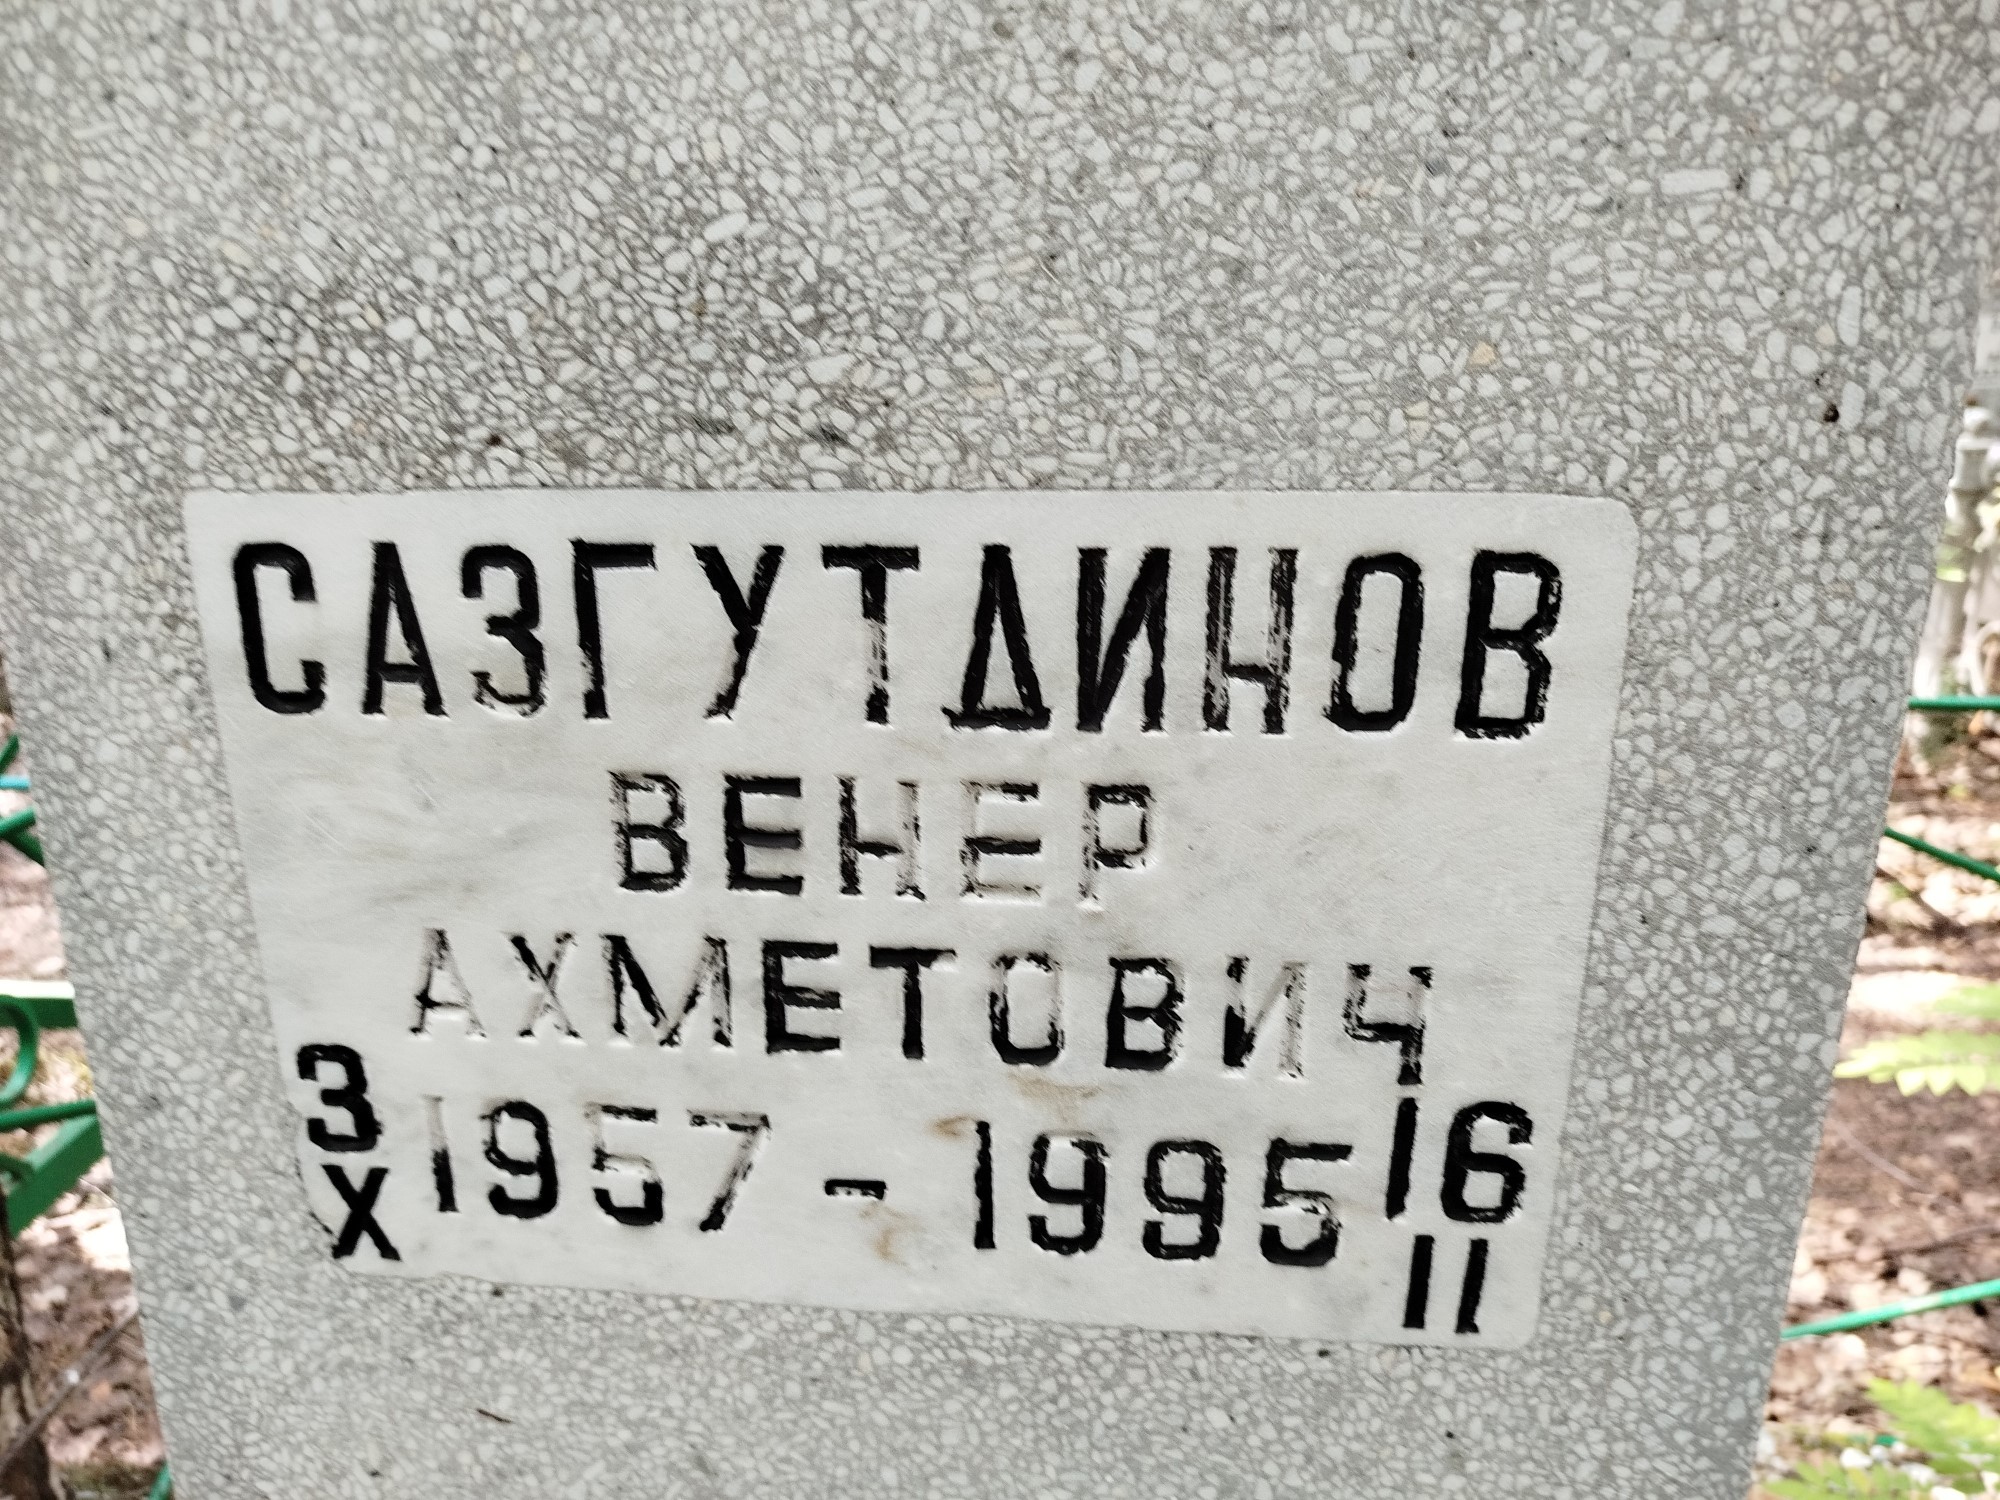 САЗГУТДИНОВ
ВЕНЕР
АХМЕТОВИЧ
3 1957 - 1995 16
X II